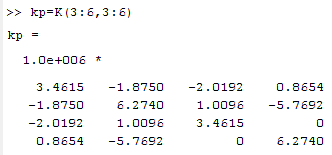 >> kp=K(3:6,3:6)
kp =
1.0e+006 *
3.4615 -1.8750 -2.0192 0.8654
-1.8750 6.2740 1.0096 -5.7692
-2.0192 1.0096 3.4615 0
0.8654 -5.7692 0 6.2740